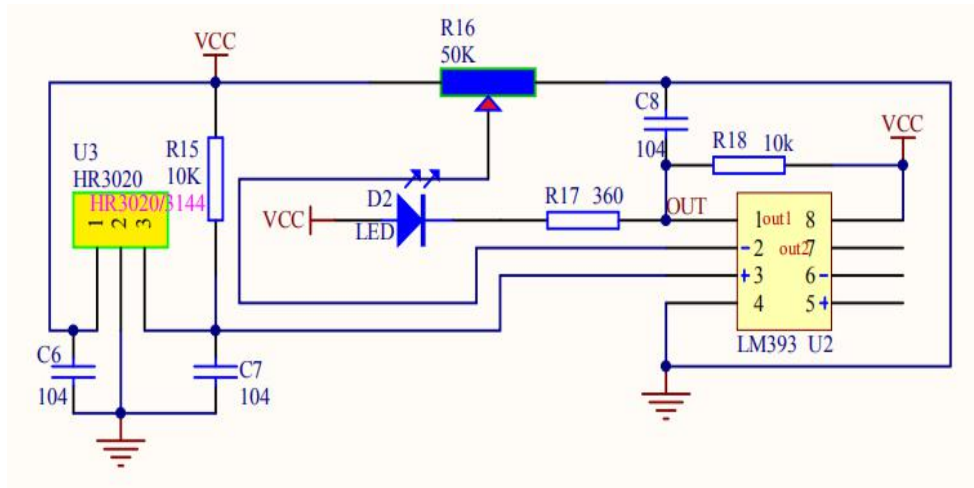 R16
50K
VCC
C8
104
VCC
R18 10k
U3
HR3020
HR3020/3144
R15
10K
1 2 3
D2
LED
VCC
R17 360
OUT
1 out1 8
-2 out2 7
+3 6-
4 5+
LM393 U2
C6
104
C7
104